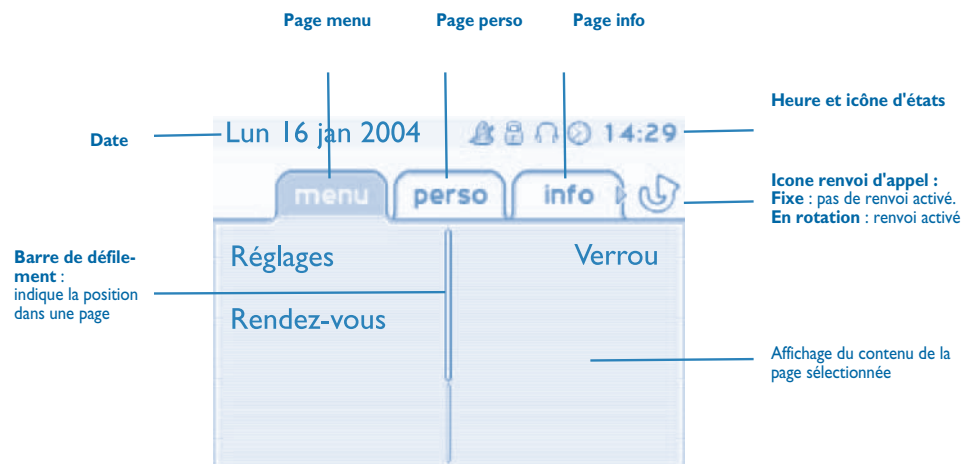 Page menu
Page perso
Page info
Heure et icône d'états
Date
Lun 16 jan 2004
14:29
menu
perso
info
Icone renvoi d'appel :
Fixe : pas de renvoi activé.
En rotation : renvoi activé
Barre de défile-
ment :
indique la position
dans une page
Réglages
Verrou
Rendez-vous
Affichage du contenu de la
page sélectionnée